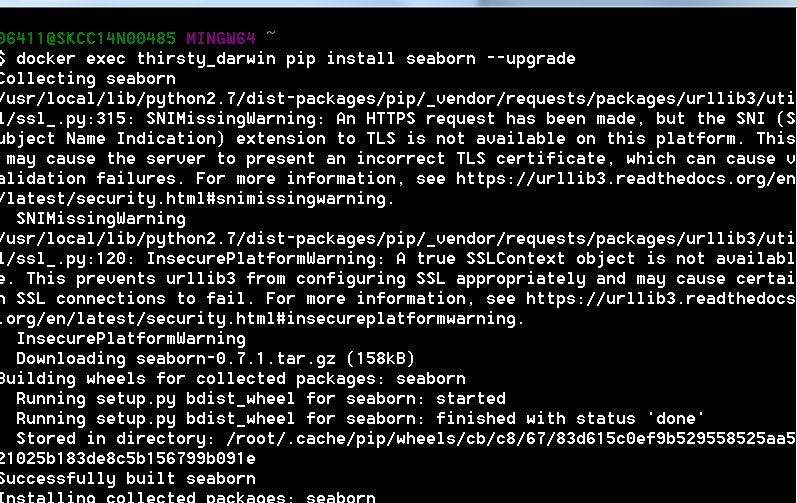 06411@SKCC14N00485 MINGW64 ~
$ docker exec thirsty_darwin pip install seaborn --upgrade
Collecting seaborn
/usr/local/lib/python2.7/dist-packages/pip/_vendor/requests/packages/urllib3/uti
l/ssl_.py:315: SNIMissingWarning: An HTTPS request has been made, but the SNI (S
ubject Name Indication) extension to TLS is not available on this platform. This
 may cause the server to present an incorrect TLS certificate, which can cause v
alidation failures. For more information, see https://urllib3.readthedocs.org/en
/latest/security.html#snimissingwarning.
  SNIMissingWarning
/usr/local/lib/python2.7/dist-packages/pip/_vendor/requests/packages/urllib3/uti
l/ssl_.py:120: InsecurePlatformWarning: A true SSLContext object is not availabl
e. This prevents urllib3 from configuring SSL appropriately and may cause certai
n SSL connections to fail. For more information, see https://urllib3.readthedocs
.org/en/latest/security.html#insecureplatformwarning.
  InsecurePlatformWarning
  Downloading seaborn-0.7.1.tar.gz (158kB)
Building wheels for collected packages: seaborn
  Running setup.py bdist_wheel for seaborn: started
  Running setup.py bdist_wheel for seaborn: finished with status 'done'
  Stored in directory: /root/.cache/pip/wheels/cb/c8/67/83d615c0ef9b529558525aa5
21025b183de8c5b156799b091e
Successfully built seaborn
Installing collected packages: seaborn